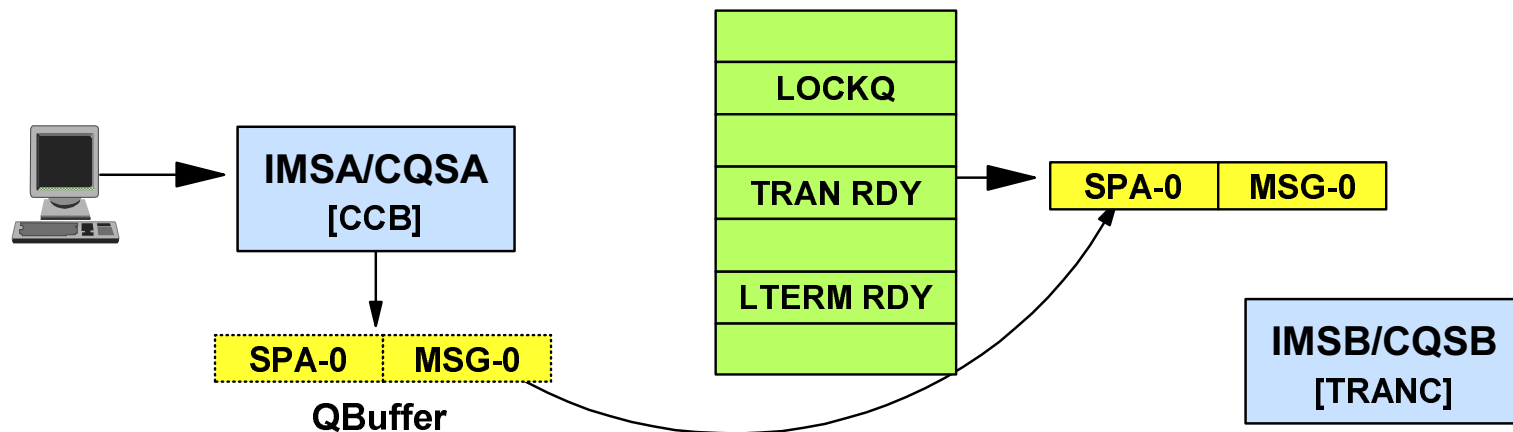 IMSA/CQSA
[CCB]
SPA-0 MSG-0
QBuffer
LOCKQ
TRAN RDY
LTERM RDY
SPA-0 MSG-0
IMSB/CQSB
[TRANC]